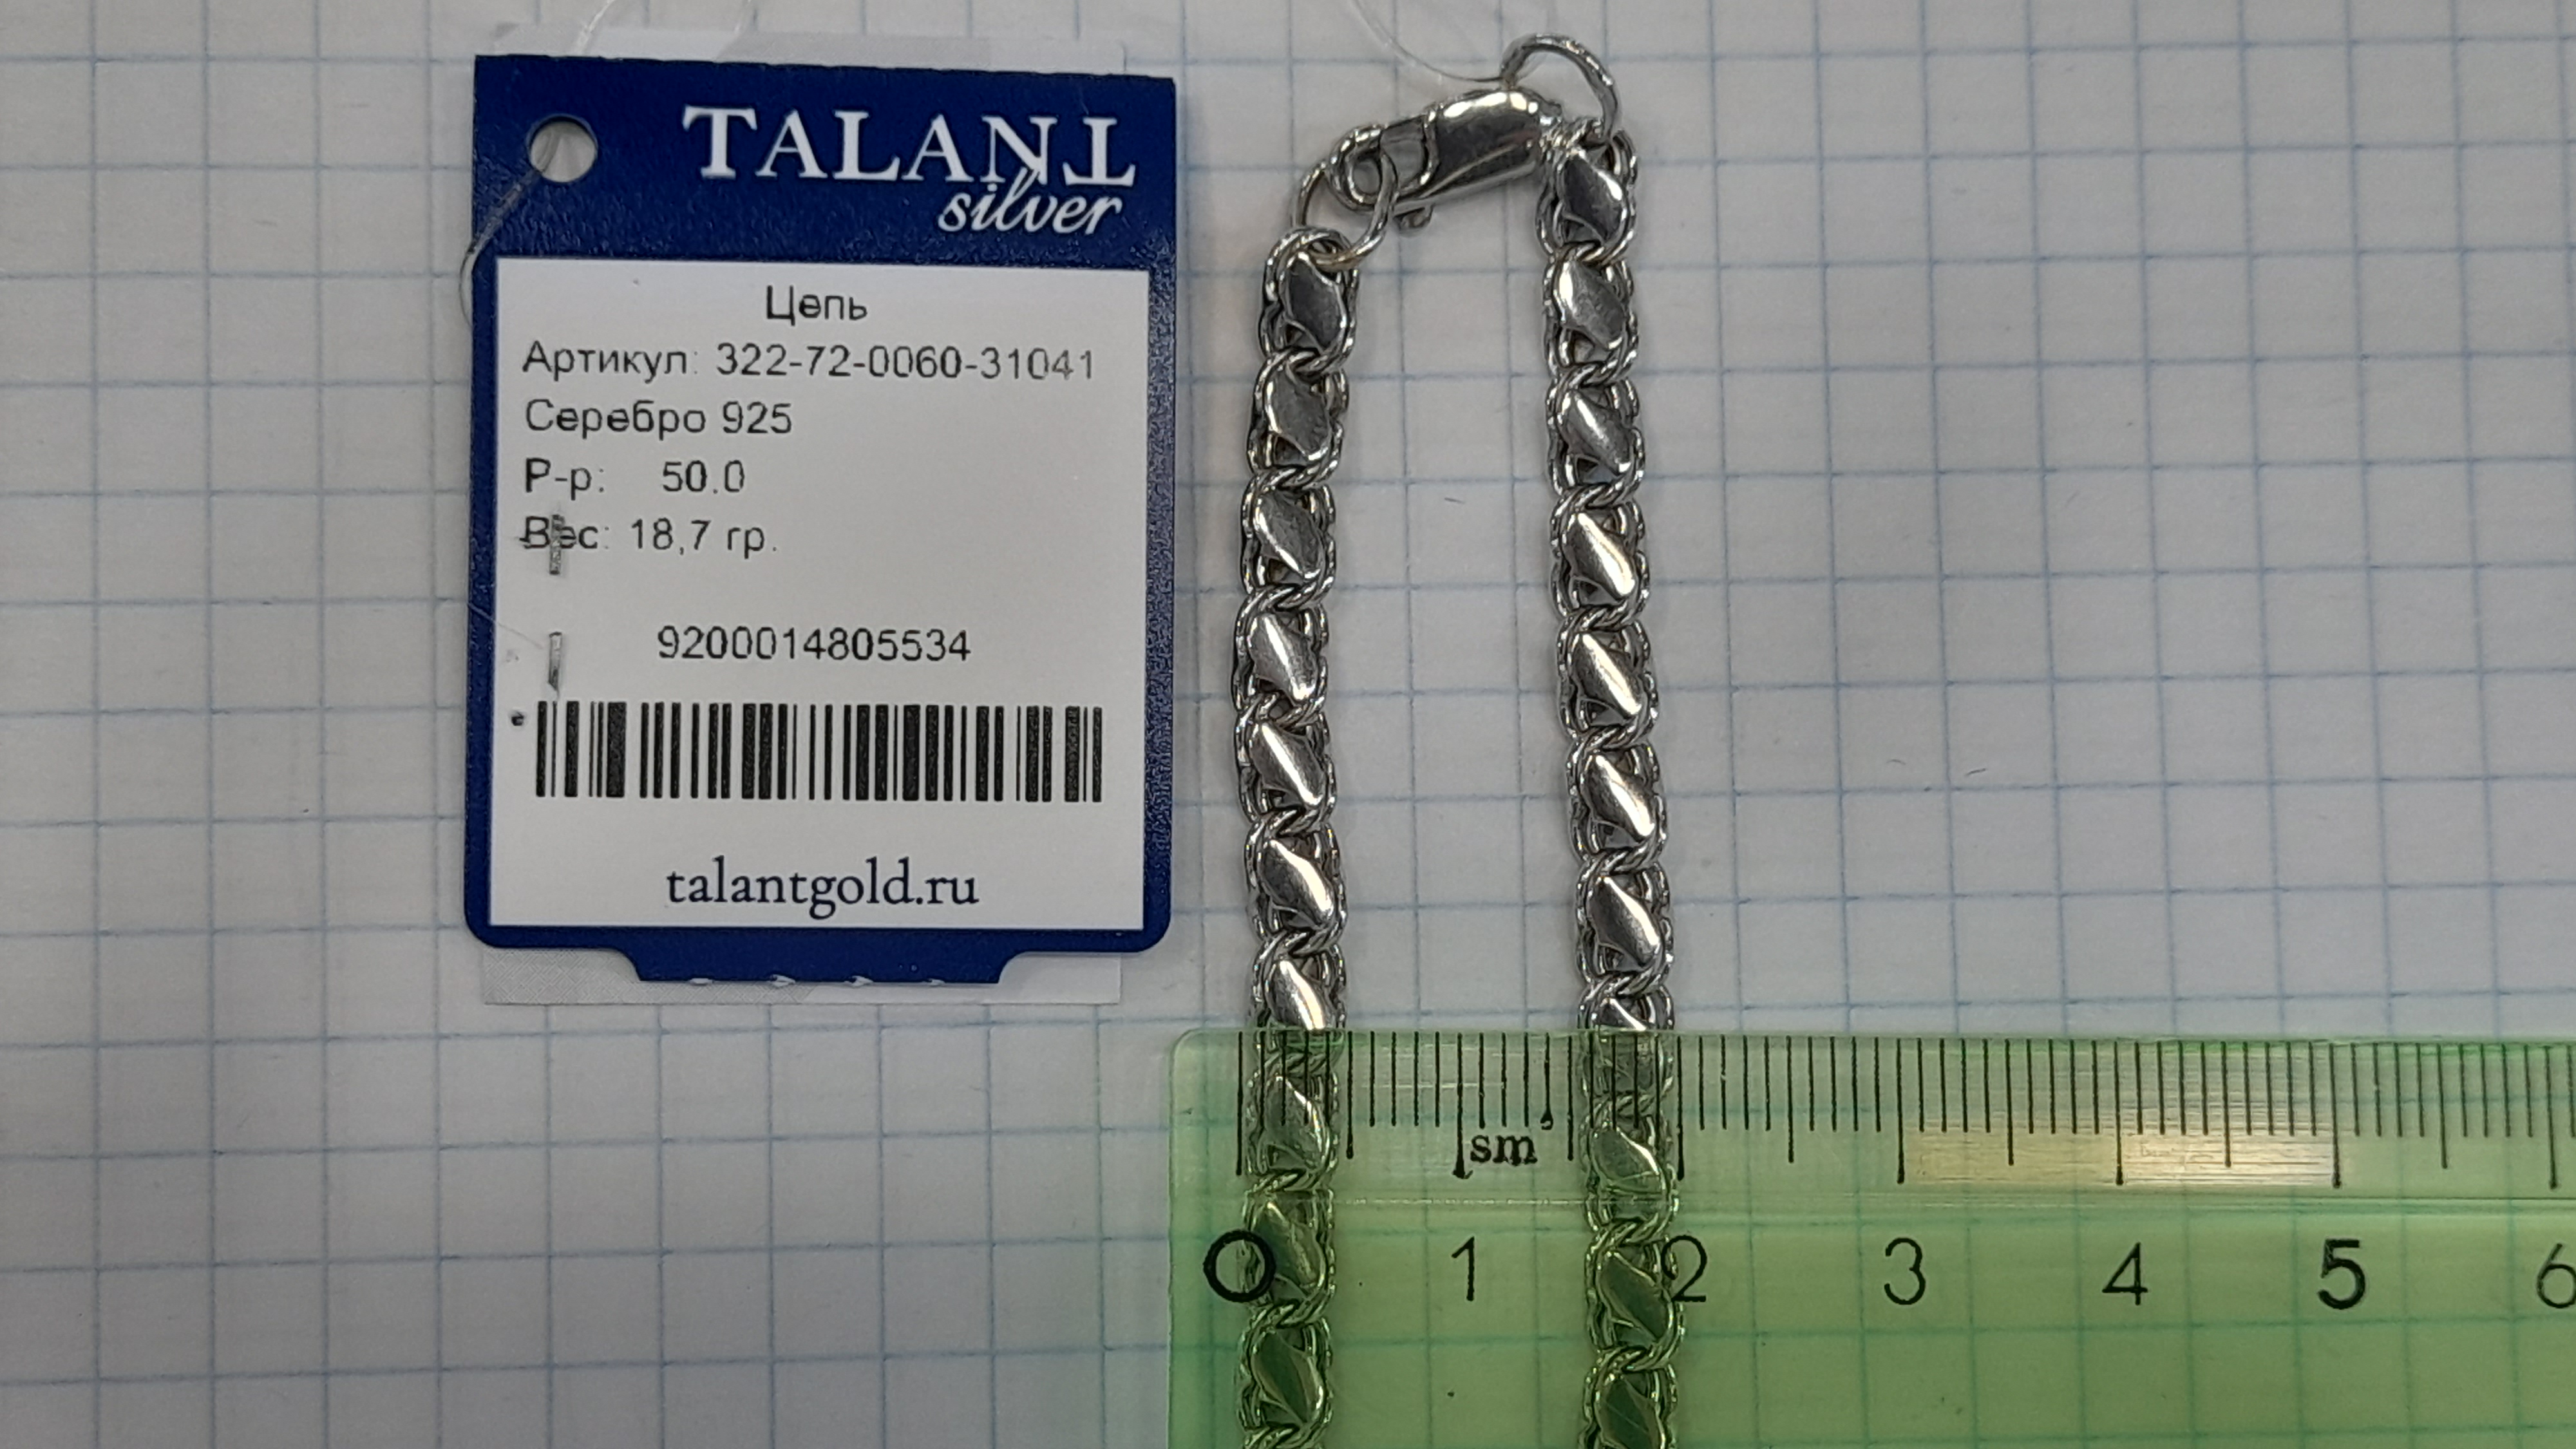 TALANT
silver
Цепь
Артикул: 322-72-0060-31041
Серебро 925
Р-р: 50.0
Вес: 18,7 гр.
9200014805534
talantgold.ru
sm
0 1 2 3 4 5 6